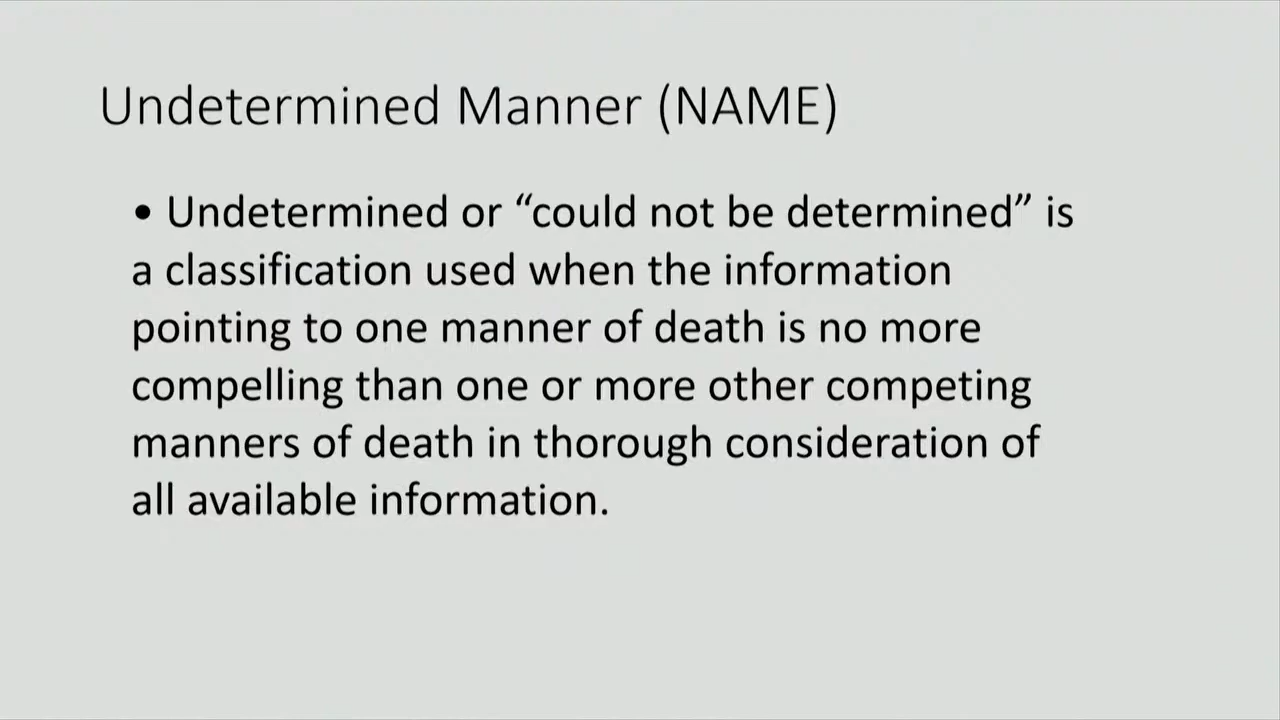 Undetermined Manner (NAME)
• Undetermined or “could not be determined” is
a classification used when the information
pointing to one manner of death is no more
compelling than one or more other competing
manners of death in thorough consideration of
all available information.